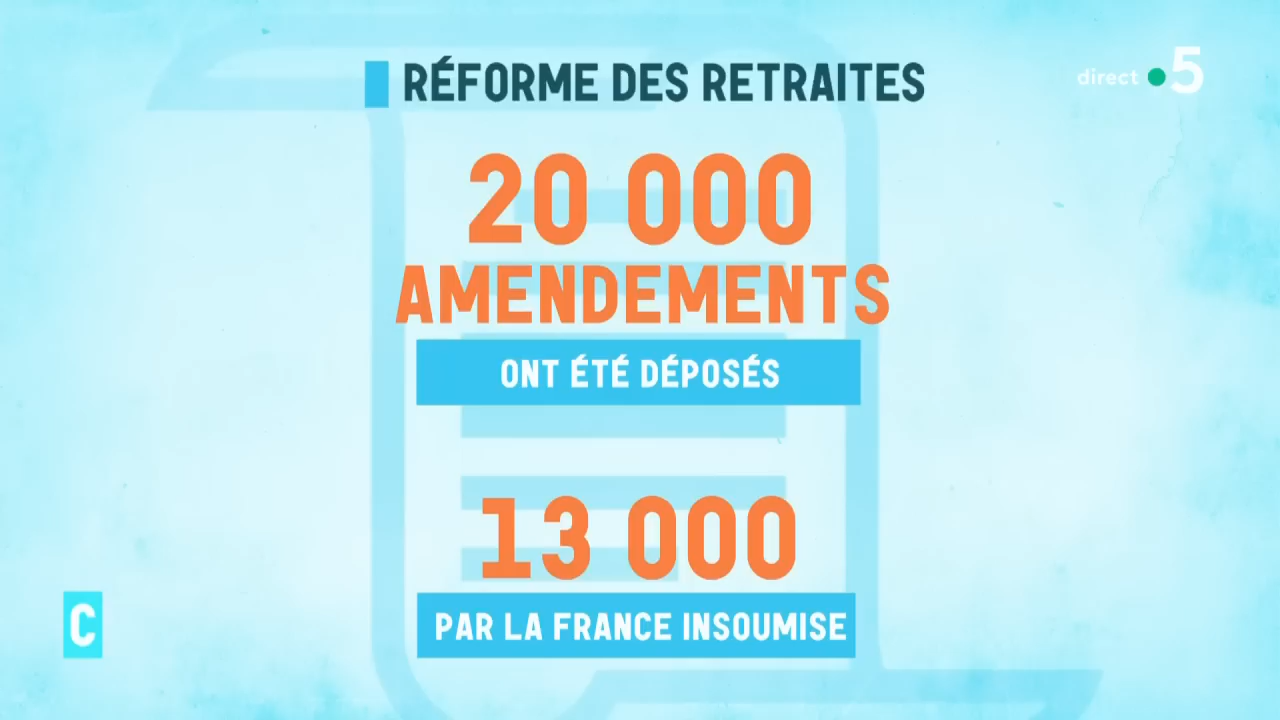 RÉFORME DES RETRAITES
direct 5
20 000
AMENDEMENTS
ONT ÉTÉ DÉPOSÉS
13 000
PAR LA FRANCE INSOUMISE
C